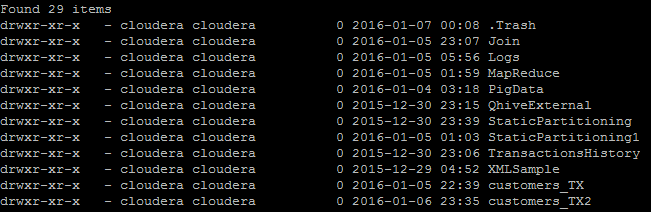 Found 29 items
drwxr-xr-x   - cloudera cloudera          0 2016-01-07 00:08 .Trash
drwxr-xr-x   - cloudera cloudera          0 2016-01-05 23:07 Join
drwxr-xr-x   - cloudera cloudera          0 2016-01-05 05:56 Logs
drwxr-xr-x   - cloudera cloudera          0 2016-01-05 01:59 MapReduce
drwxr-xr-x   - cloudera cloudera          0 2016-01-04 03:18 PigData
drwxr-xr-x   - cloudera cloudera          0 2015-12-30 23:15 QhiveExternal
drwxr-xr-x   - cloudera cloudera          0 2015-12-30 23:39 StaticPartitioning
drwxr-xr-x   - cloudera cloudera          0 2016-01-05 01:03 StaticPartitioning1
drwxr-xr-x   - cloudera cloudera          0 2015-12-30 23:06 TransactionsHistory
drwxr-xr-x   - cloudera cloudera          0 2015-12-29 04:52 XMLSample
drwxr-xr-x   - cloudera cloudera          0 2016-01-05 22:39 customers_TX
drwxr-xr-x   - cloudera cloudera          0 2016-01-06 23:35 customers_TX2